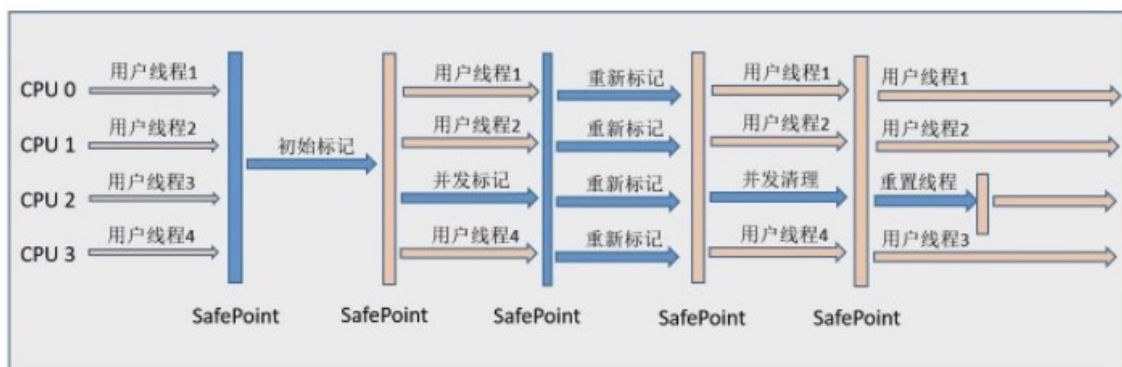 用户线程1 用户线程1 重新标记 用户线程1 用户线程1
CPU 0
用户线程2 用户线程2 重新标记 用户线程2 用户线程2
CPU 1
初始标记
用户线程3 并发标记 重新标记 并发清理 重置线程
CPU 2
用户线程4 用户线程4 重新标记 用户线程4 用户线程3
CPU 3
SafePoint SafePoint SafePoint SafePoint SafePoint